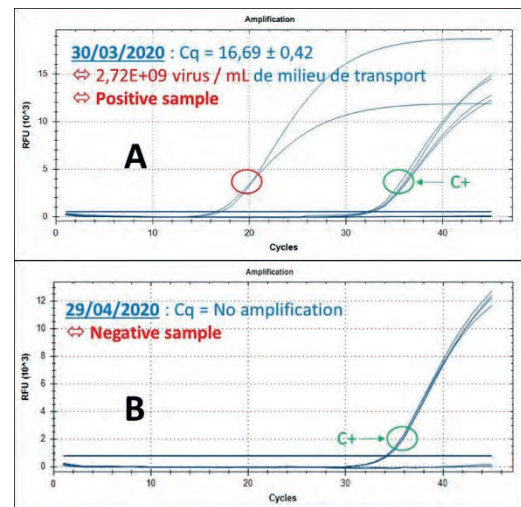 Amplification
30/03/2020 : Cq = 16,69 ± 0,42
⇔ 2,72E+09 virus / mL de milieu de transport
⇔ Positive sample
A
C+
RFU (10^3)
15
10
5
0
0 10 20 30 40
Cycles
Amplification
29/04/2020 : Cq = No amplification
⇔ Negative sample
B
C+
RFU (10^3)
12
10
8
6
4
2
0
0 10 20 30 40
Cycles